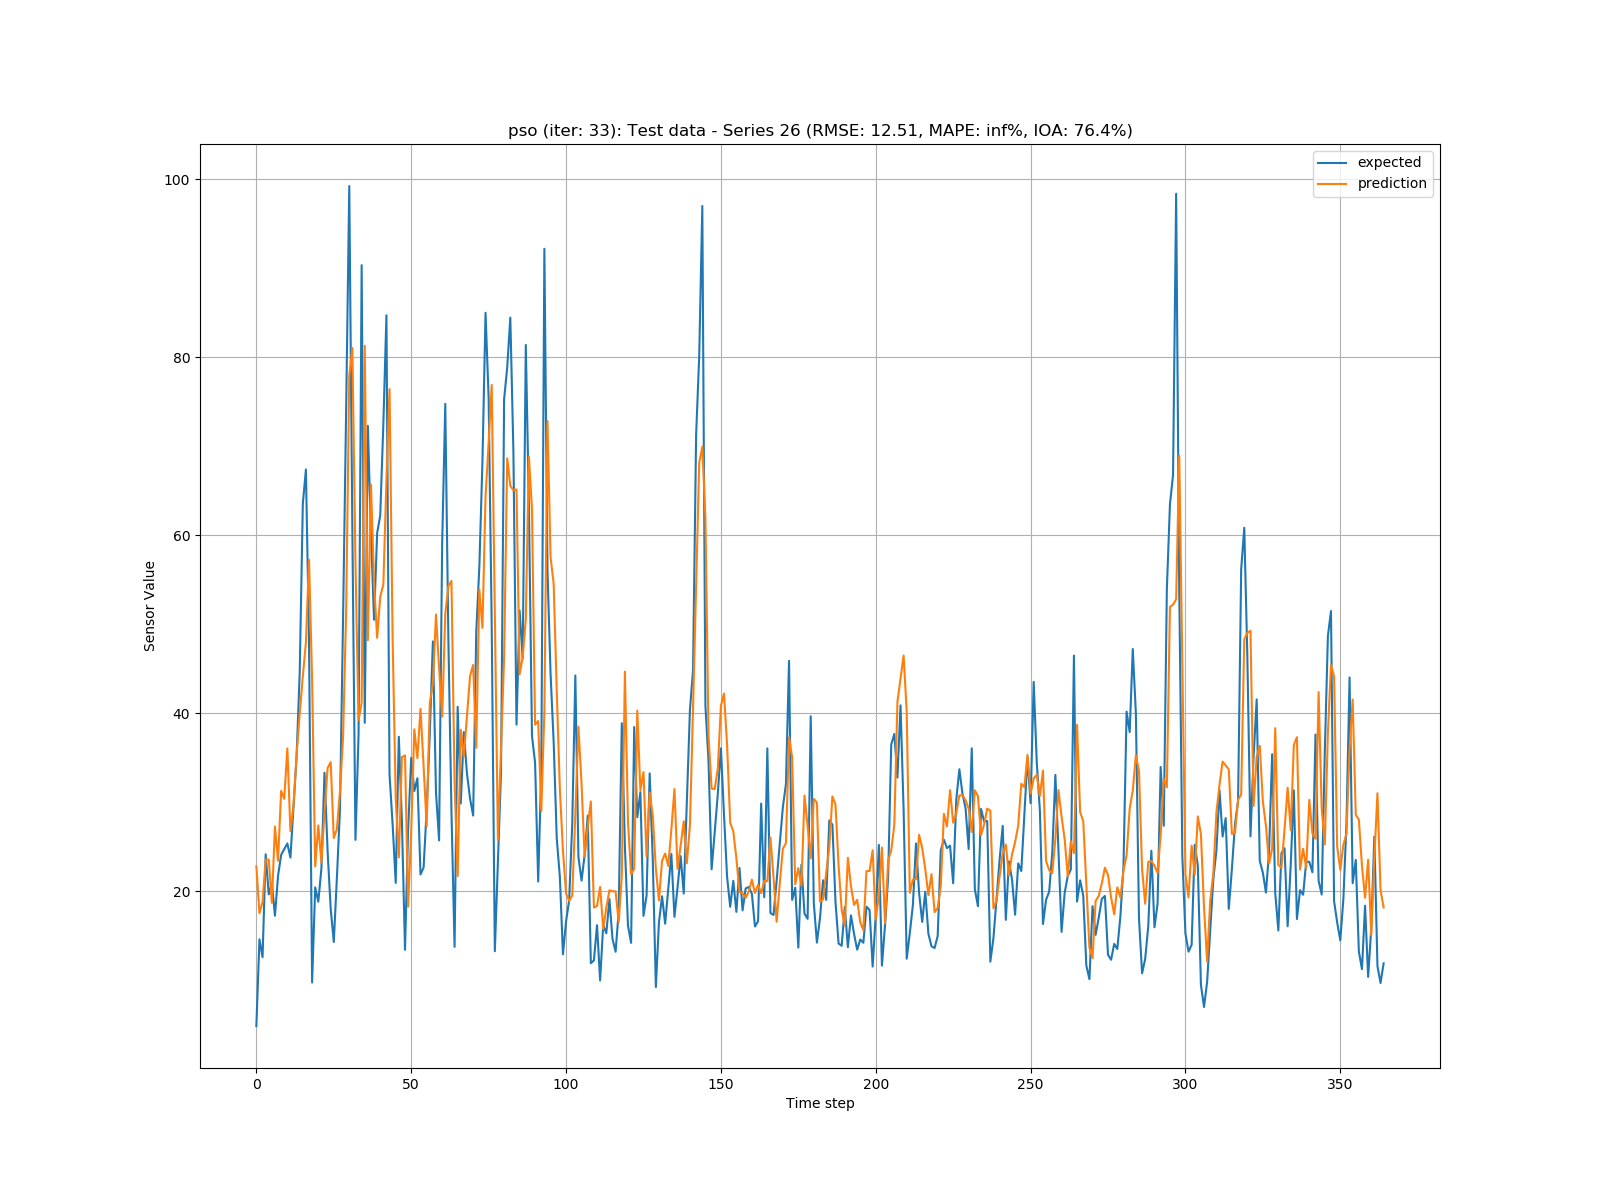 pso (iter: 33): Test data - Series 26 (RMSE: 12.51, MAPE: inf%, IOA: 76.4%)
expected
prediction
100
80
60
40
20
Sensor Value
0 50 100 150 200 250 300 350
Time step